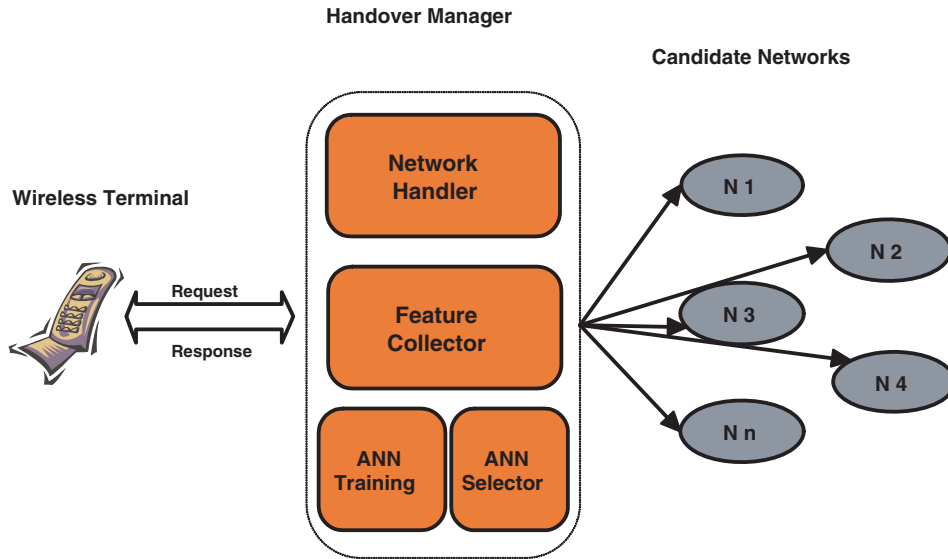 Handover Manager
Candidate Networks
Wireless Terminal
Request
Response
Network
Handler
Feature
Collector
ANN
Training
ANN
Selector
N 1
N 2
N 3
N 4
N n